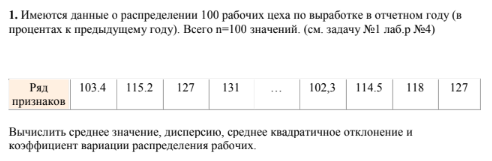 1. Имеются данные о распределении 100 рабочих цеха по выработке в отчетном году (в
процентах к предыдущему году). Всего n=100 значений. (см. задачу №1 лаб.р №4)
Ряд признаков 103.4 115.2 127 131 … 102,3 114.5 118 127
Вычислить среднее значение, дисперсию, среднее квадратичное отклонение и
коэффициент вариации распределения рабочих.